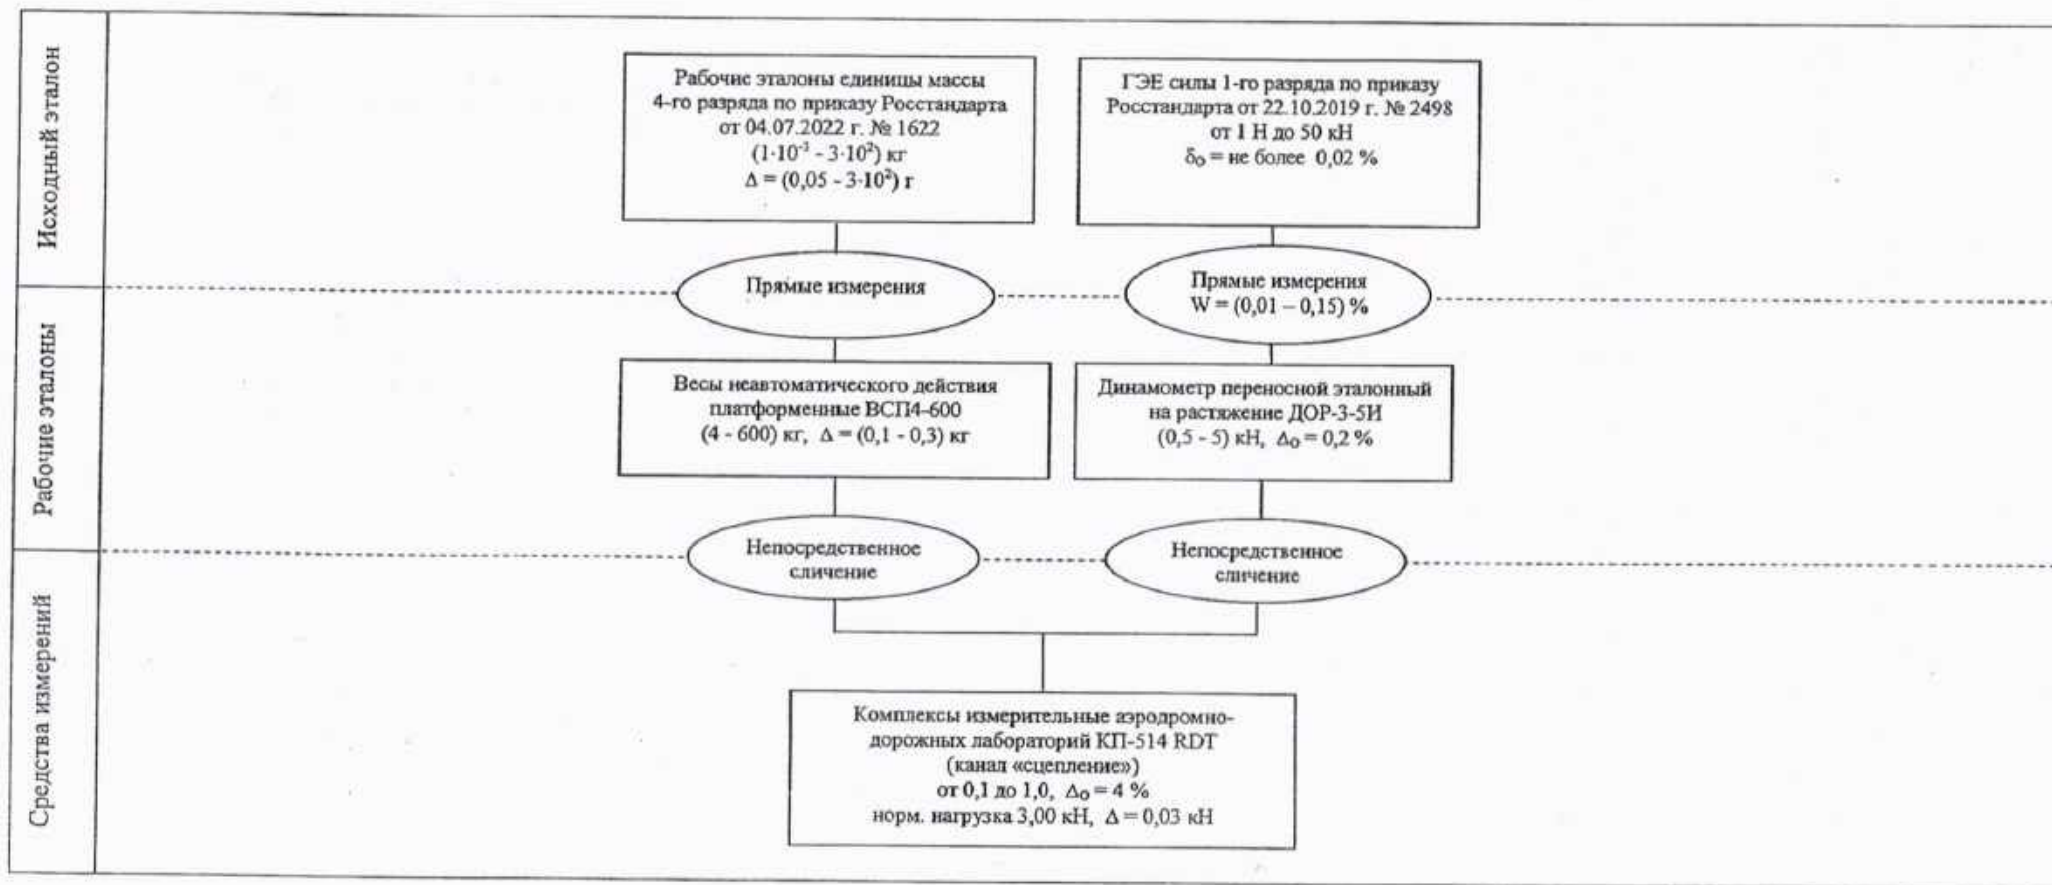 Исходный эталон
Рабочие эталоны единицы массы
4-го разряда по приказу Росстандарта
от 04.07.2022 г. № 1622
(1·10⁻³ - 3·10²) кг
Δ = (0,05 - 3·10²) г
ГЭЕ силы 1-го разряда по приказу
Росстандарта от 22.10.2019 г. № 2498
от 1 Н до 50 кН
δₒ = не более 0,02 %
Прямые измерения
Прямые измерения
W = (0,01 – 0,15) %
Рабочие эталоны
Весы неавтоматического действия
платформенные ВСП4-600
(4 - 600) кг, Δ = (0,1 - 0,3) кг
Динамометр переносной эталонный
на растяжение ДОР-3-5И
(0,5 - 5) кН, Δₒ = 0,2 %
Непосредственное
сличение
Непосредственное
сличение
Средства измерений
Комплексы измерительные аэродромно-
дорожных лабораторий КП-514 RDT
(канал «сцепление»)
от 0,1 до 1,0, Δₒ = 4 %
норм. нагрузка 3,00 кН, Δ = 0,03 кН